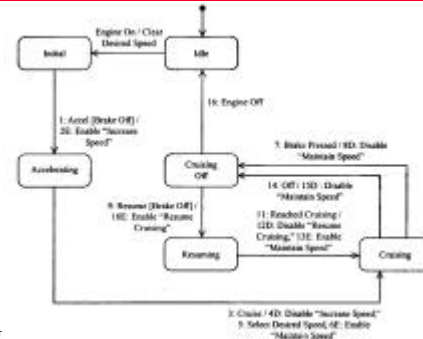 Engine On / Clear
Desired Speed
Initial
Idle
16: Engine Off
1: Accel [Brake Off] /
2E: Enable "Increase
Speed"
7: Brake Pressed / 8D: Disable
"Maintain Speed"
Accelerating
Cruising
Off
14: Off / 15D: Disable
"Maintain Speed"
9: Resume [Brake Off] /
10E: Enable "Resume
Cruising"
11: Reached Cruising /
12D: Disable "Resume
Cruising," 13E: Enable
"Maintain Speed"
Resuming
Cruising
3: Cruise / 4D: Disable "Increase Speed,"
5: Select Desired Speed, 6E: Enable
"Maintain Speed"